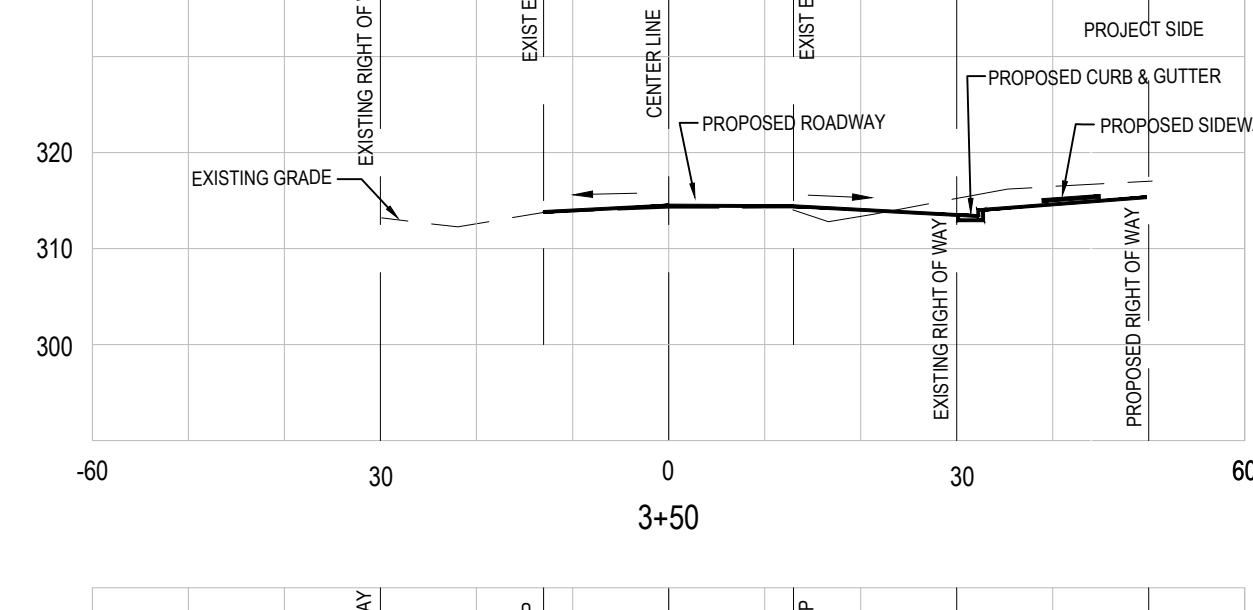 EXISTING RIGHT OF
EXIST
CENTER LINE
EXIST
PROJECT SIDE
PROPOSED CURB & GUTTER
PROPOSED ROADWAY
PROPOSED
320
EXISTING GRADE
310
EXISTING RIGHT OF WAY
PROPOSED RIGHT OF WAY
300
-60
30
0
30
60
3+50